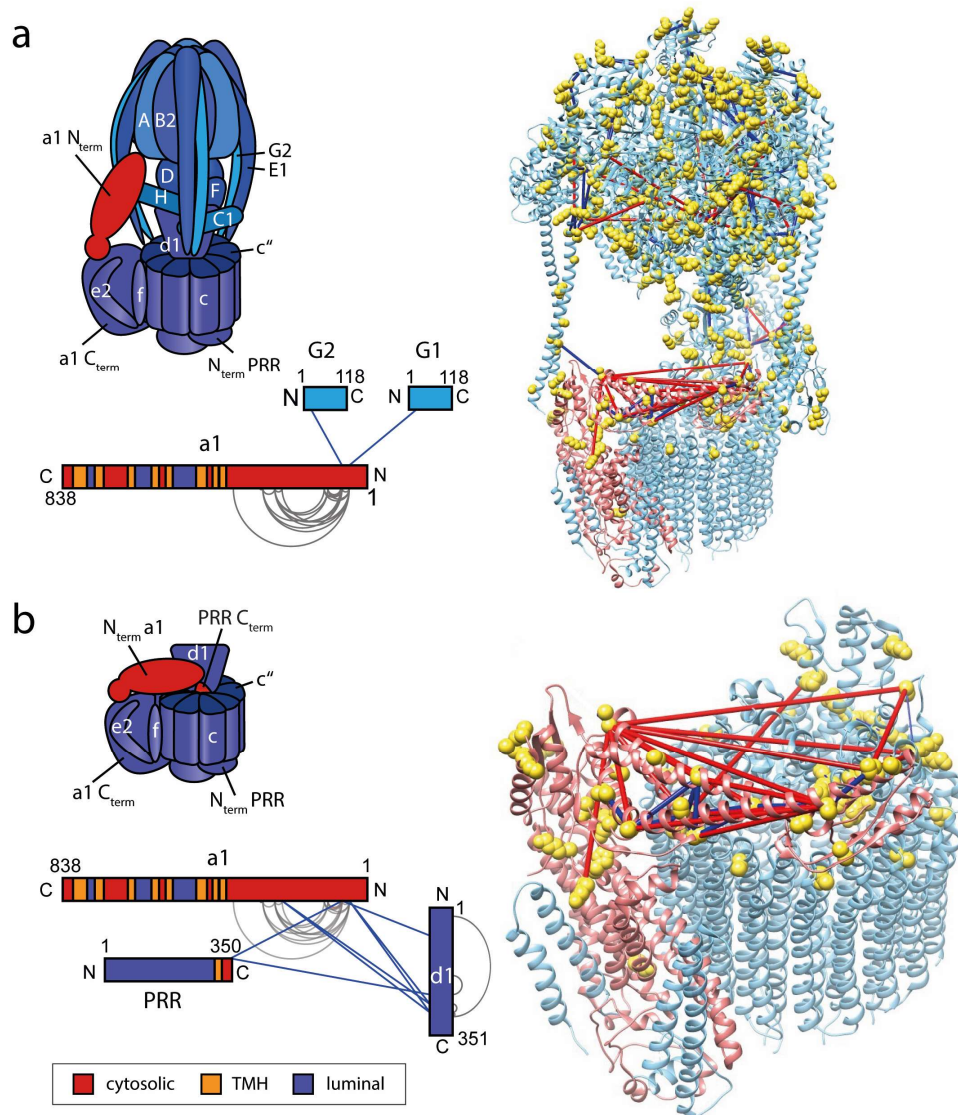 a
A B2
a1 Nterm
G2
E1
D
H
F
C1
d1
c“
e2
f
c
a1 Cterm
Nterm PRR
G2
G1
1 118
1 118
N C
N C
a1
C N
838 1
b
PRR Cterm
Nterm a1
d1
c“
e2
f
c
a1 Cterm
Nterm PRR
a1
838 1
C N
N
1
1 350
N C
d1
PRR
351
C
cytosolic TMH luminal